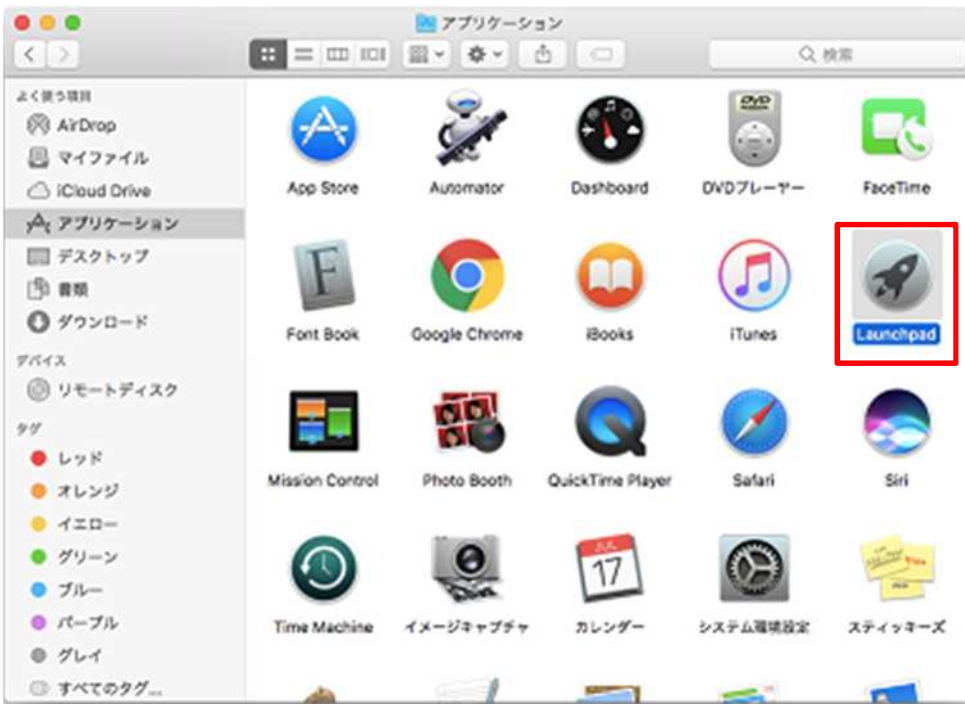 アプリケーション
検索
よく使う項目
AirDrop
マイファイル
iCloud Drive
アプリケーション
デスクトップ
書類
ダウンロード
デバイス
リモートディスク
タグ
レッド
オレンジ
イエロー
グリーン
ブルー
パープル
グレイ
すべてのタグ...
DVD
App Store
Automator
Dashboard
DVDプレーヤー
FaceTime
F
Font Book
Google Chrome
iBooks
iTunes
Launchpad
Mission Control
Photo Booth
QuickTime Player
Safari
Siri
JUL
17
Time Machine
イメージキャプチャ
カレンダー
システム環境設定
スティッキーズ